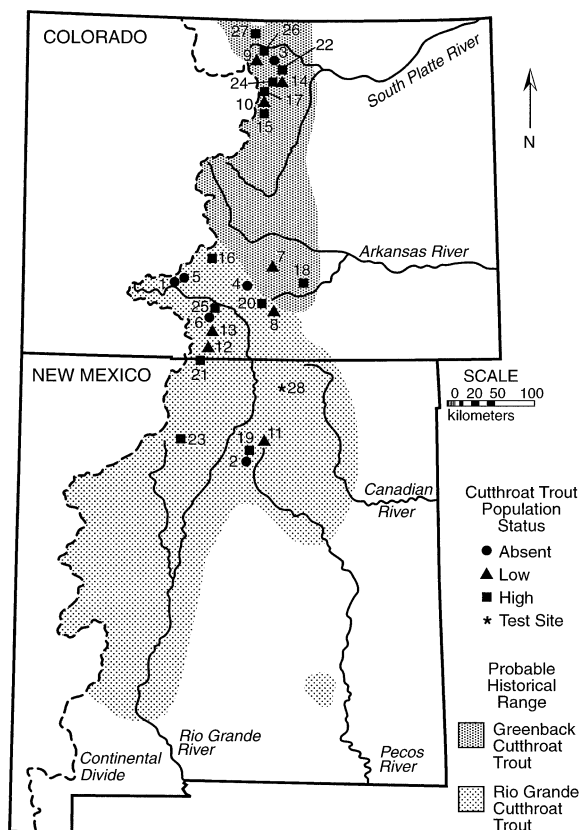 COLORADO
27
26
9
3
22
24
14
17
10
15
South Platte River
N
16
7
Arkansas River
1
5
4
18
25
20
6
8
13
12
21
NEW MEXICO
28
SCALE
0 20 50 100
kilometers
23
19
11
2
Canadian
River
Cutthroat Trout
Population
Status
Absent
Low
High
* Test Site
Probable
Historical
Range
Greenback
Cutthroat
Trout
Rio Grande
Cutthroat
Trout
Continental
Divide
Rio Grande
River
Pecos
River